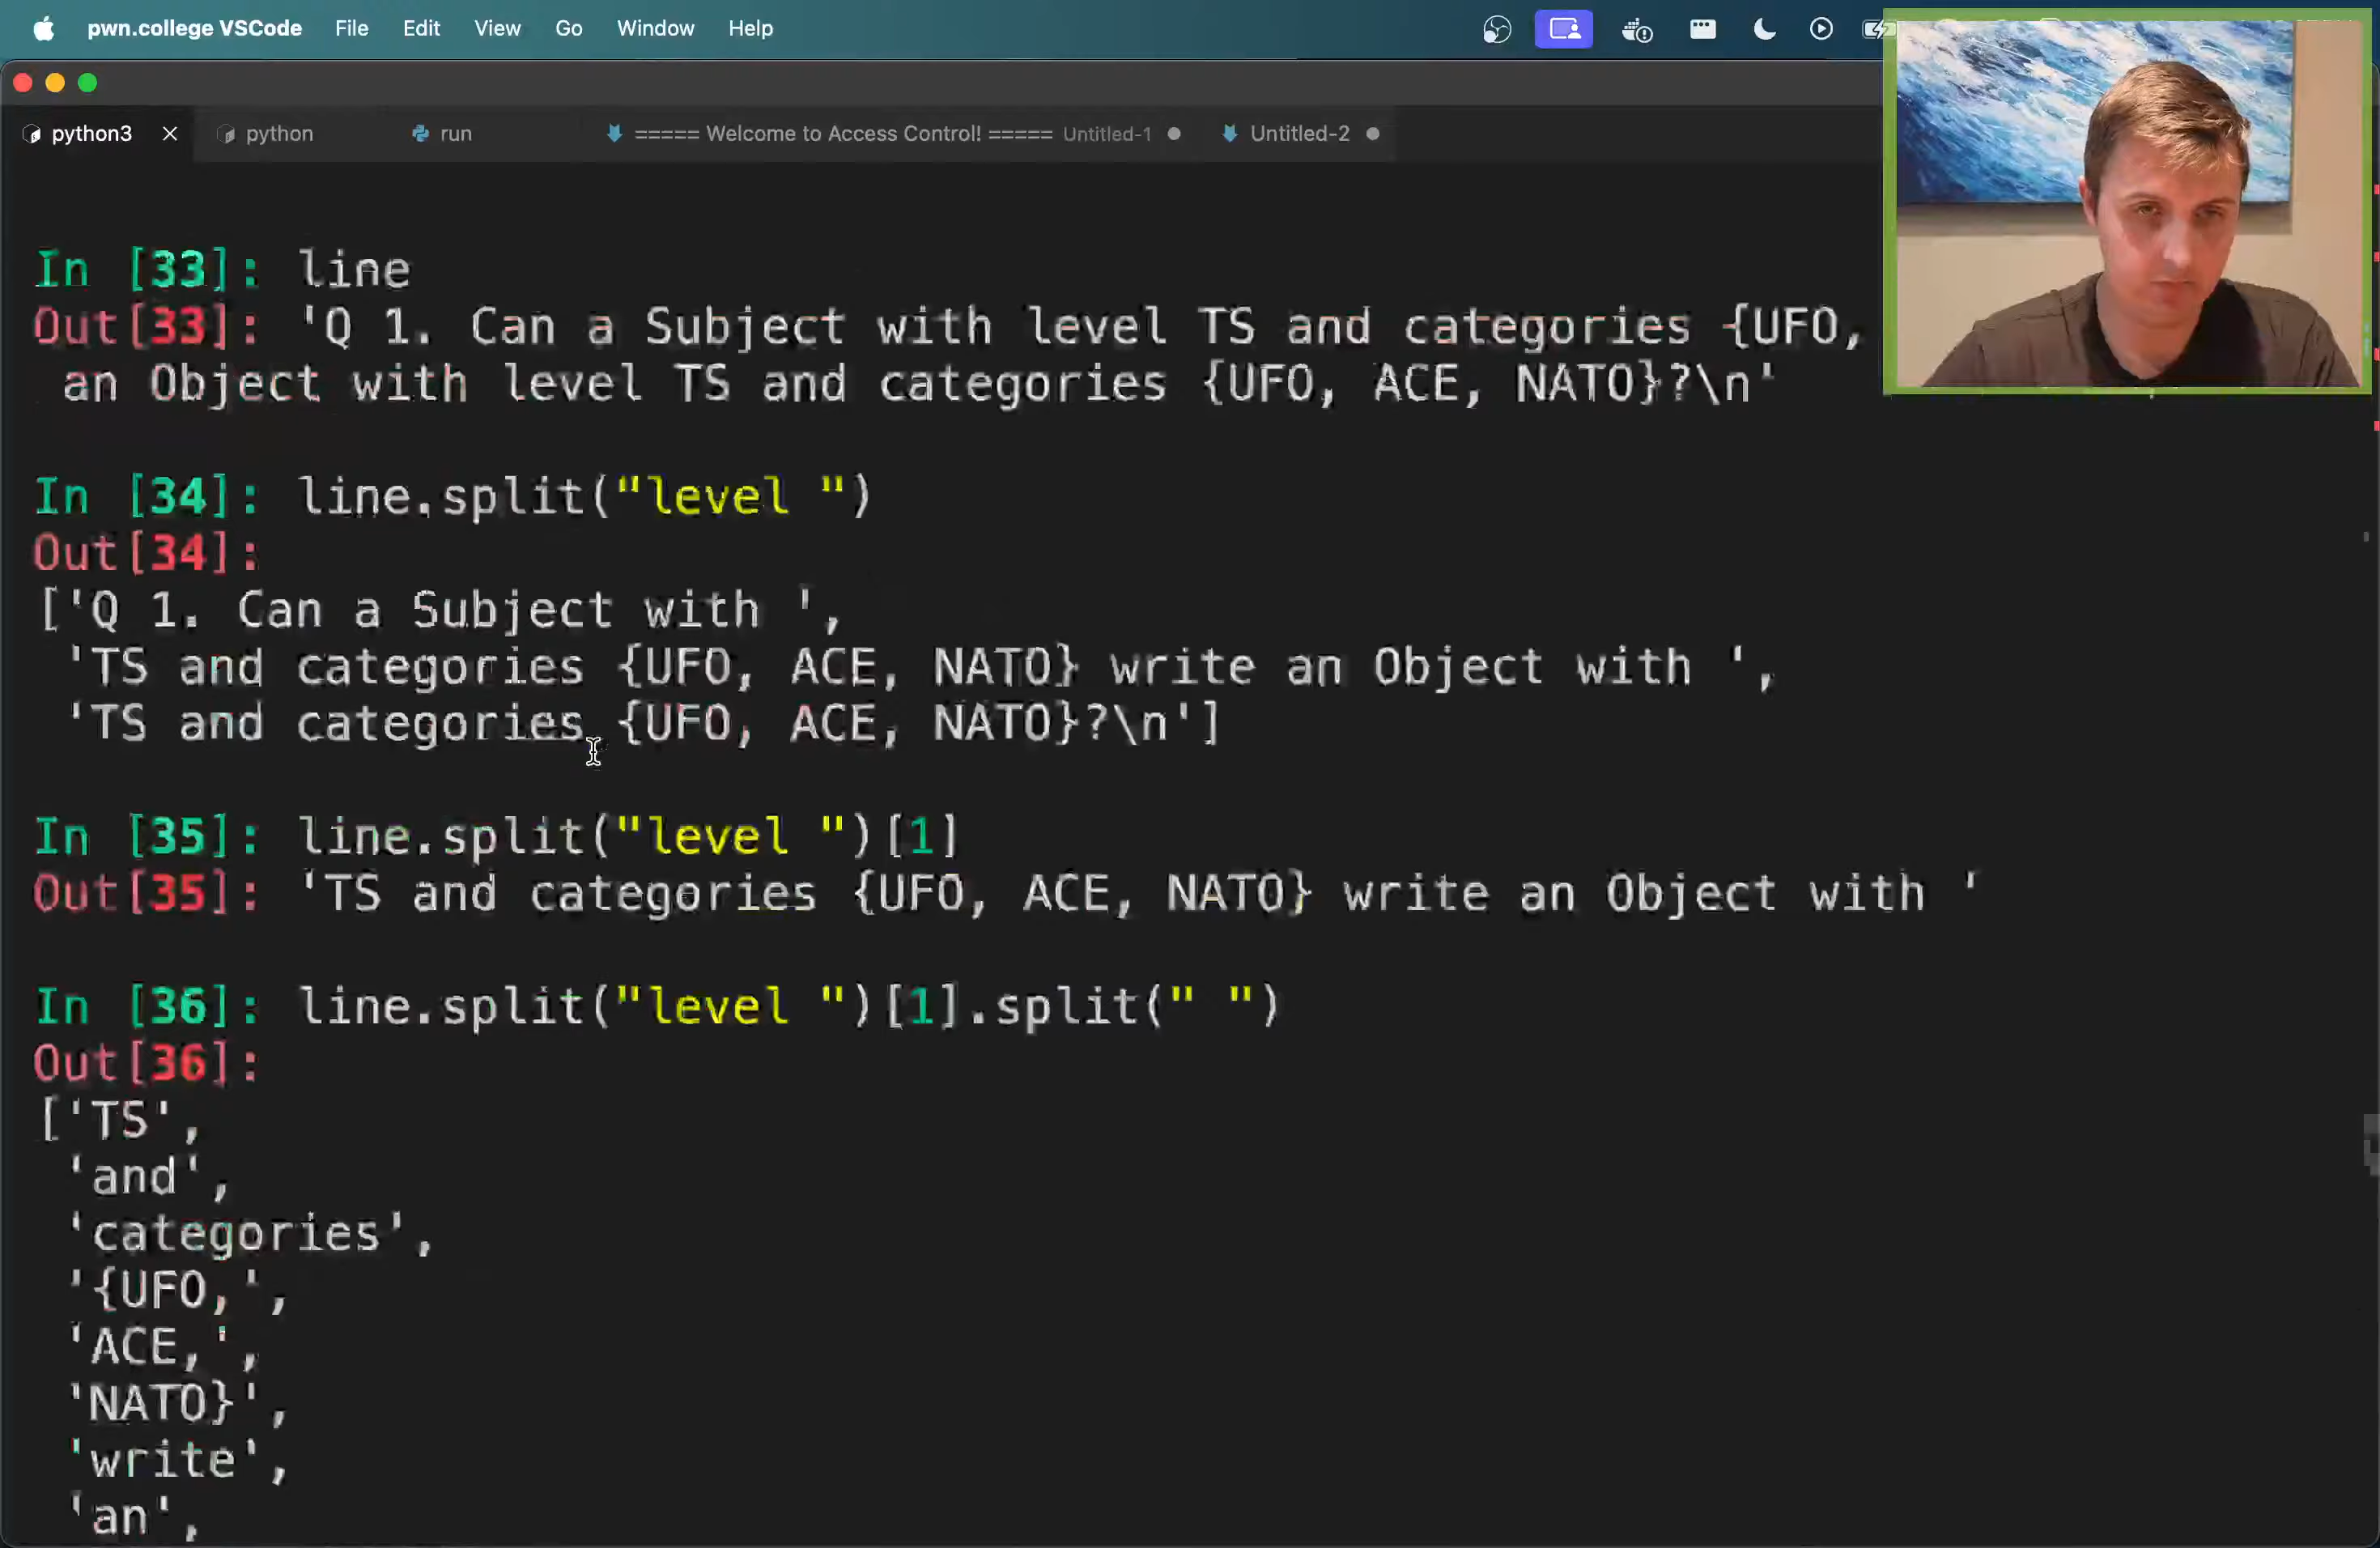 pwn.college VSCode File Edit View Go Window Help
python3 python run ===== Welcome to Access Control! ===== Untitled-1 Untitled-2
In [33]: line
Out[33]: 'Q 1. Can a Subject with level TS and categories {UFO,
an Object with level TS and categories {UFO, ACE, NATO}?\n'
In [34]: line.split("level ")
Out[34]:
['Q 1. Can a Subject with ',
'TS and categories {UFO, ACE, NATO} write an Object with ',
'TS and categories {UFO, ACE, NATO}?\n']
In [35]: line.split("level ")[1]
Out[35]: 'TS and categories {UFO, ACE, NATO} write an Object with '
In [36]: line.split("level ")[1].split(" ")
Out[36]:
['TS',
'and',
'categories',
'{UFO,',
'ACE,',
'NATO}',
'write',
'an',